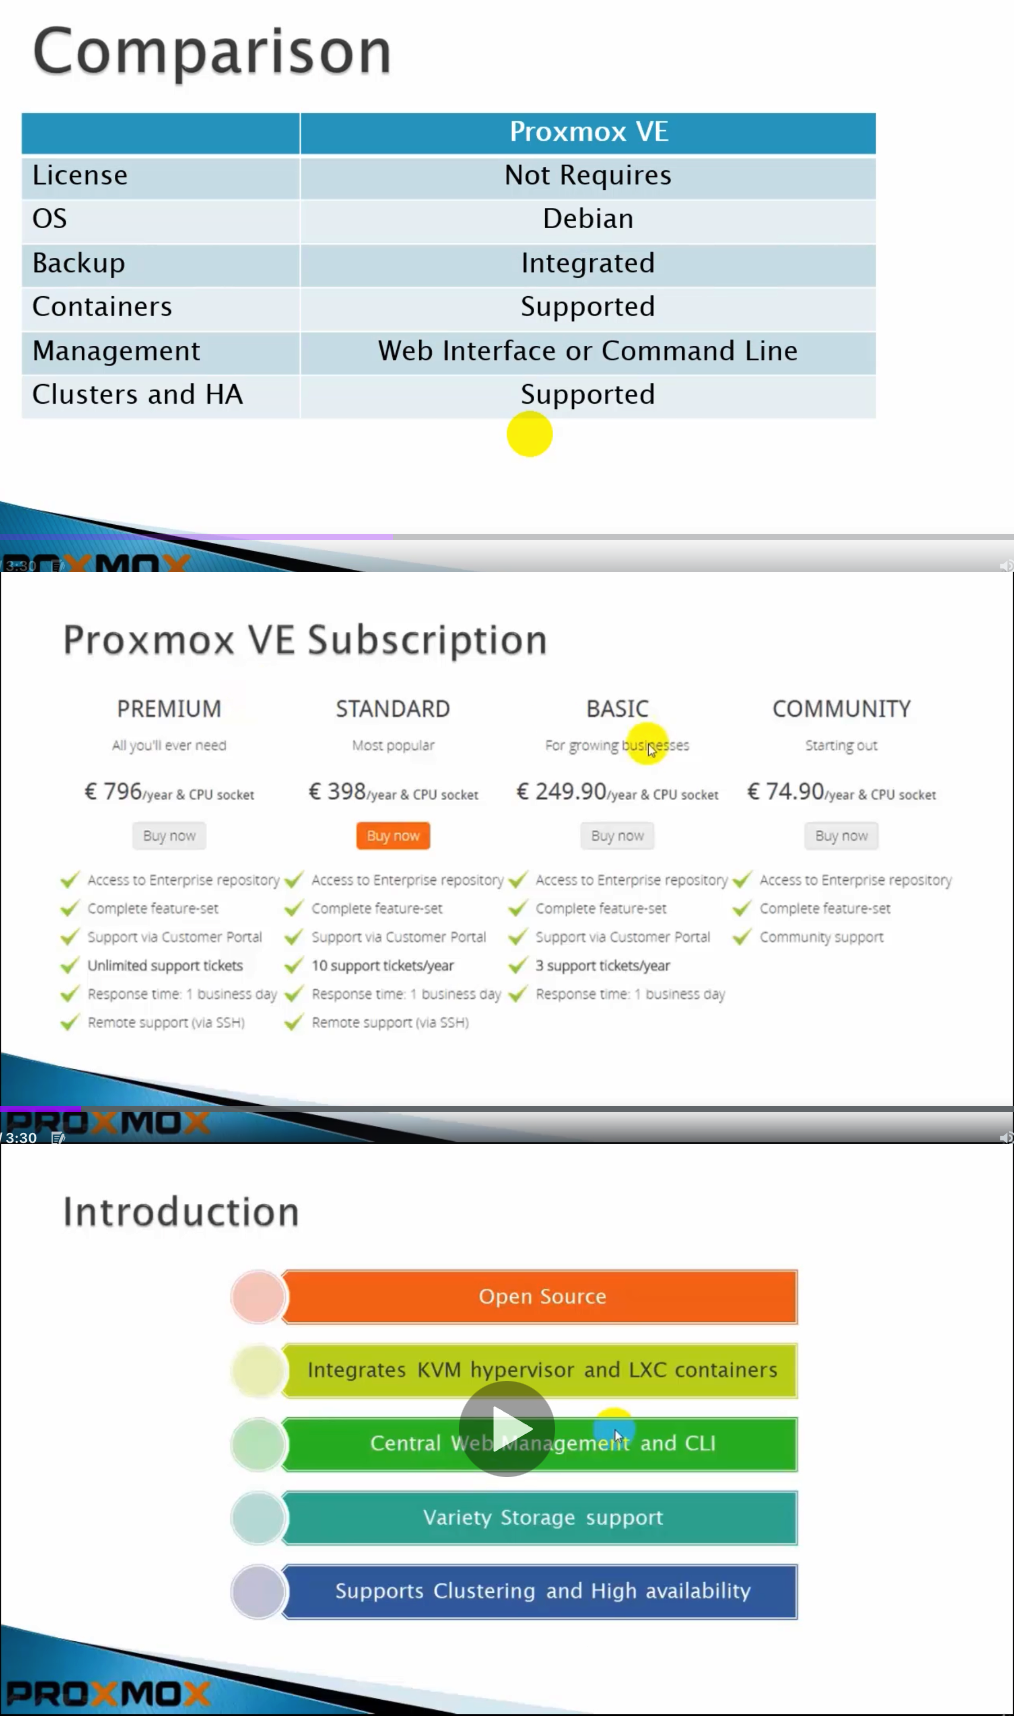 Comparison
Proxmox VE
License Not Requires
OS Debian
Backup Integrated
Containers Supported
Management Web Interface or Command Line
Clusters and HA Supported
PROXMOX
/ 3:30
Proxmox VE Subscription
PREMIUM STANDARD BASIC COMMUNITY
All you'll ever need Most popular For growing businesses Starting out
€ 796/year & CPU socket € 398/year & CPU socket € 249.90/year & CPU socket € 74.90/year & CPU socket
Buy now Buy now Buy now Buy now
Access to Enterprise repository Access to Enterprise repository Access to Enterprise repository Access to Enterprise repository
Complete feature-set Complete feature-set Complete feature-set Complete feature-set
Support via Customer Portal Support via Customer Portal Support via Customer Portal Community support
Unlimited support tickets 10 support tickets/year 3 support tickets/year
Response time: 1 business day Response time: 1 business day Response time: 1 business day
Remote support (via SSH) Remote support (via SSH)
PROXMOX
/ 3:30
Introduction
Open Source
Integrates KVM hypervisor and LXC containers
Central Web Management and CLI
Variety Storage support
Supports Clustering and High availability
PROXMOX